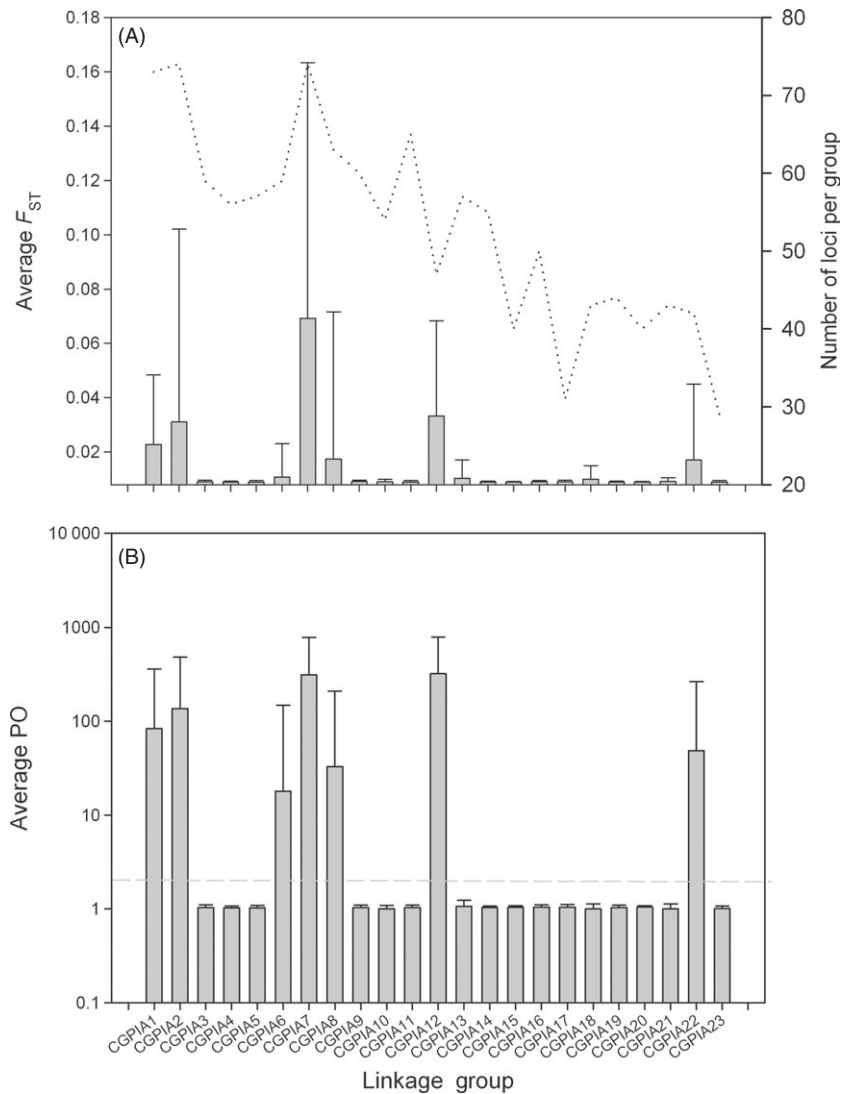 (A)
Average FST
0.18
0.16
0.14
0.12
0.10
0.08
0.06
0.04
0.02
80
70
60
50
40
30
20
Number of loci per group
(B)
Average PO
10 000
1000
100
10
1
0.1
CGPIA1
CGPIA2
CGPIA3
CGPIA4
CGPIA5
CGPIA6
CGPIA7
CGPIA8
CGPIA9
CGPIA10
CGPIA11
CGPIA12
CGPIA13
CGPIA14
CGPIA15
CGPIA16
CGPIA17
CGPIA18
CGPIA19
CGPIA20
CGPIA21
CGPIA22
CGPIA23
Linkage group